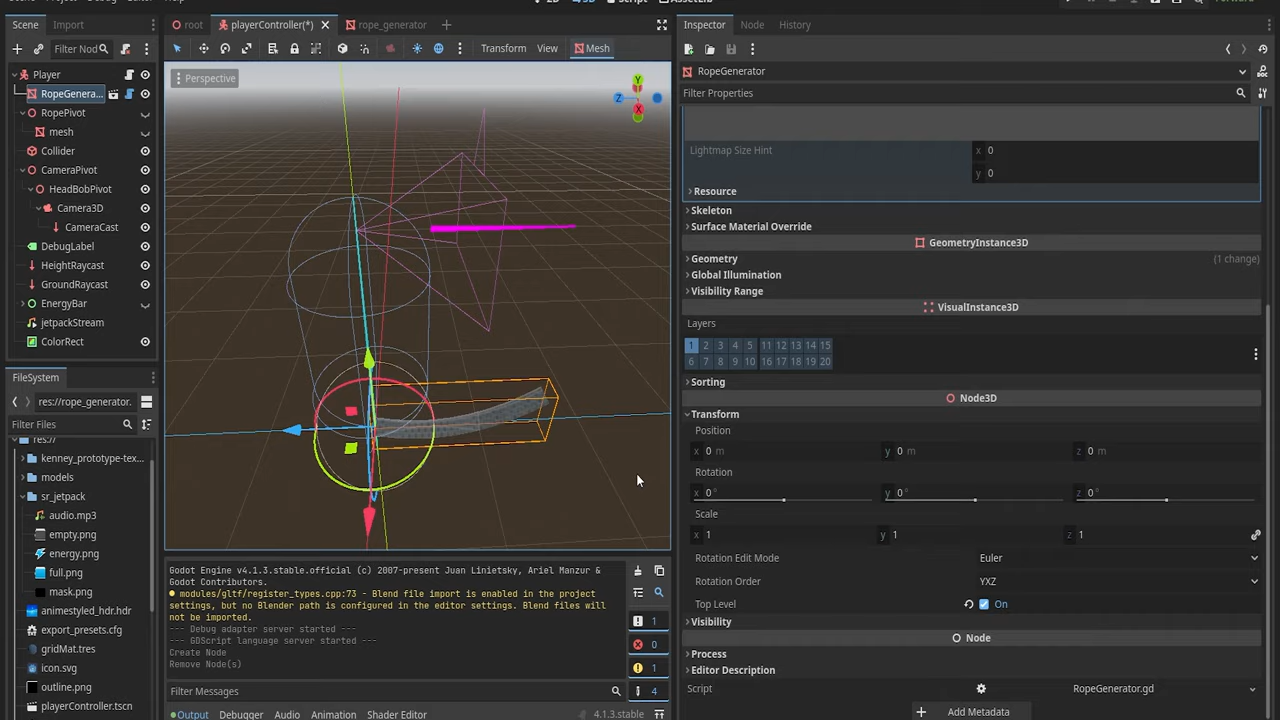 Scene
Import
Filter Nod
Player
RopeGenera...
RopePivot
mesh
Collider
CameraPivot
HeadBobPivot
Camera3D
CameraCast
DebugLabel
HeightRaycast
GroundRaycast
EnergyBar
jetpackStream
ColorRect
FileSystem
res://rope_generator.
Filter Files
res://
kenney_prototype-tex...
models
sr_jetpack
audio.mp3
empty.png
energy.png
full.png
mask.png
animestyled_hdr.hdr
export_presets.cfg
gridMat.tres
icon.svg
outline.png
playerController.tscn
root
playerController(*)
rope_generator
Transform
View
Mesh
Perspective
Y
Z
X
Godot Engine v4.1.3.stable.official (c) 2007-present Juan Linietsky, Ariel Manzur &
Godot Contributors.
modules/gltf/register_types.cpp:73 - Blend file import is enabled in the project
settings, but no Blender path is configured in the editor settings. Blend files will
not be imported.
--- Debug adapter server started ---
--- GDScript language server started ---
Create Node
Remove Node(s)
1
0
1
4
Filter Messages
Output
Debugger
Audio
Animation
Shader Editor
4.1.3.stable
Inspector
Node
History
RopeGenerator
Filter Properties
Lightmap Size Hint
x 0
y 0
Resource
Skeleton
Surface Material Override
GeometryInstance3D
Geometry
(1 change)
Global Illumination
Visibility Range
VisualInstance3D
Layers
1 2 3 4 5 11 12 13 14 15
6 7 8 9 10 16 17 18 19 20
Sorting
Node3D
Transform
Position
x 0 m
y 0 m
z 0 m
Rotation
x 0°
y 0°
z 0°
Scale
x 1
y 1
z 1
Rotation Edit Mode
Euler
Rotation Order
YXZ
Top Level
On
Visibility
Node
Process
Editor Description
Script
RopeGenerator.gd
Add Metadata